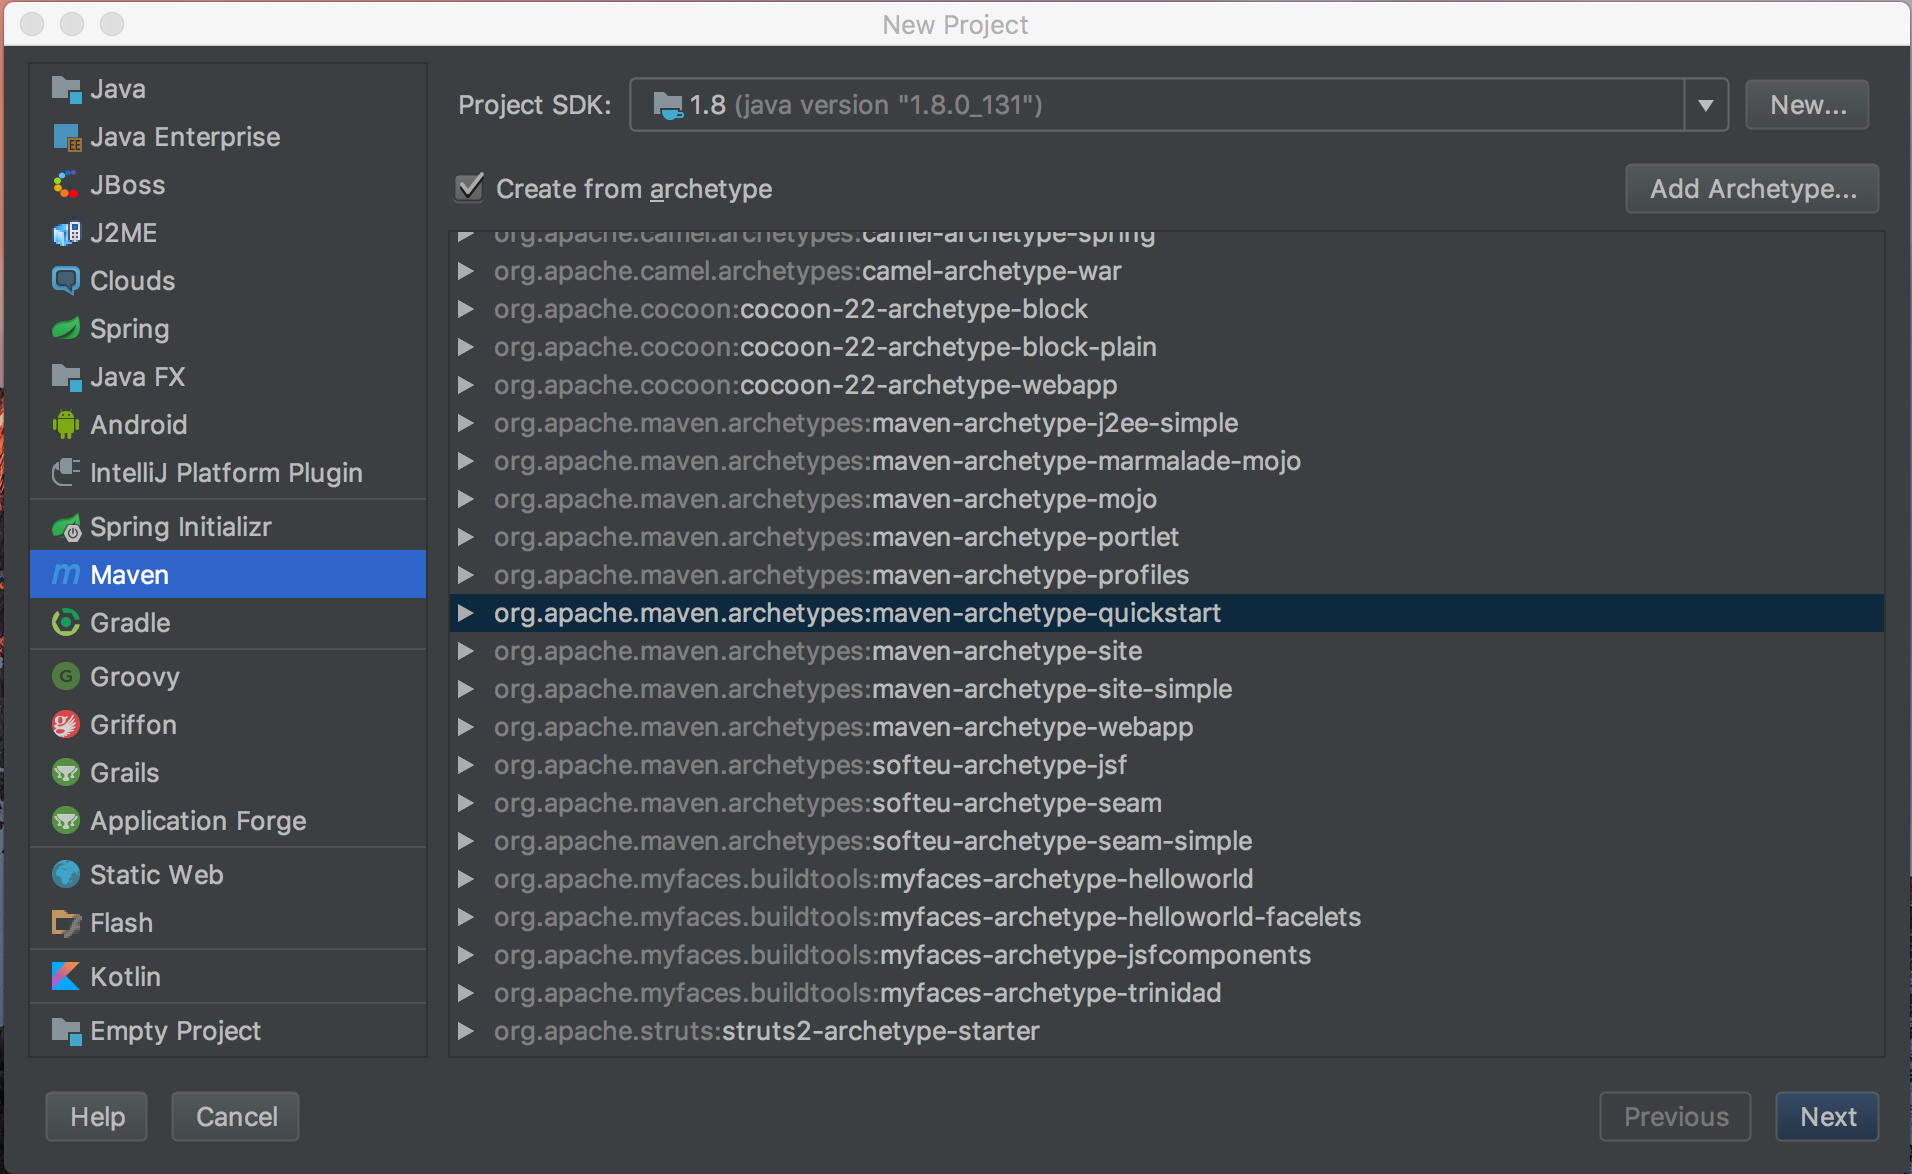 New Project
Java
Java Enterprise
JBoss
J2ME
Clouds
Spring
Java FX
Android
IntelliJ Platform Plugin
Spring Initializr
Maven
Gradle
Groovy
Griffon
Grails
Application Forge
Static Web
Flash
Kotlin
Empty Project
Project SDK: 1.8 (java version "1.8.0_131") New...
Create from archetype Add Archetype...
org.apache.camel.archetypes:camel-archetype-spring
org.apache.camel.archetypes:camel-archetype-war
org.apache.cocoon:cocoon-22-archetype-block
org.apache.cocoon:cocoon-22-archetype-block-plain
org.apache.cocoon:cocoon-22-archetype-webapp
org.apache.maven.archetypes:maven-archetype-j2ee-simple
org.apache.maven.archetypes:maven-archetype-marmalade-mojo
org.apache.maven.archetypes:maven-archetype-mojo
org.apache.maven.archetypes:maven-archetype-portlet
org.apache.maven.archetypes:maven-archetype-profiles
org.apache.maven.archetypes:maven-archetype-quickstart
org.apache.maven.archetypes:maven-archetype-site
org.apache.maven.archetypes:maven-archetype-site-simple
org.apache.maven.archetypes:maven-archetype-webapp
org.apache.maven.archetypes:softeu-archetype-jsf
org.apache.maven.archetypes:softeu-archetype-seam
org.apache.maven.archetypes:softeu-archetype-seam-simple
org.apache.myfaces.buildtools:myfaces-archetype-helloworld
org.apache.myfaces.buildtools:myfaces-archetype-helloworld-facelets
org.apache.myfaces.buildtools:myfaces-archetype-jsfcomponents
org.apache.myfaces.buildtools:myfaces-archetype-trinidad
org.apache.struts:struts2-archetype-starter
Help Cancel Previous Next